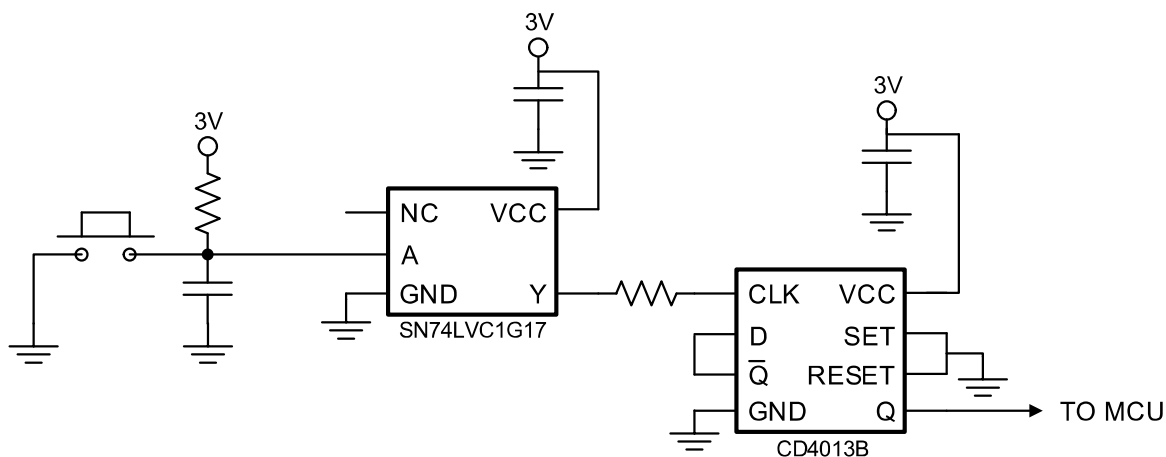 3V
3V
3V
NC
VCC
A
GND
Y
SN74LVC1G17
CLK
VCC
D
SET
Q̅
RESET
GND
Q
TO MCU
CD4013B